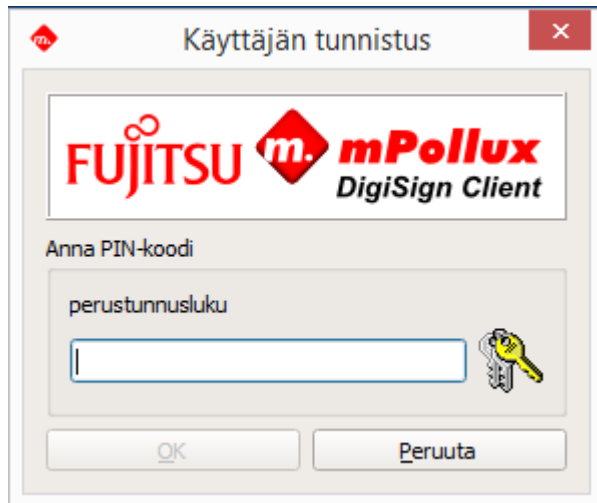 m.
Käyttäjän tunnistus
FUJITSU m. mPollux
DigiSign Client
Anna PIN-koodi
perustunnusluku
OK Peruuta